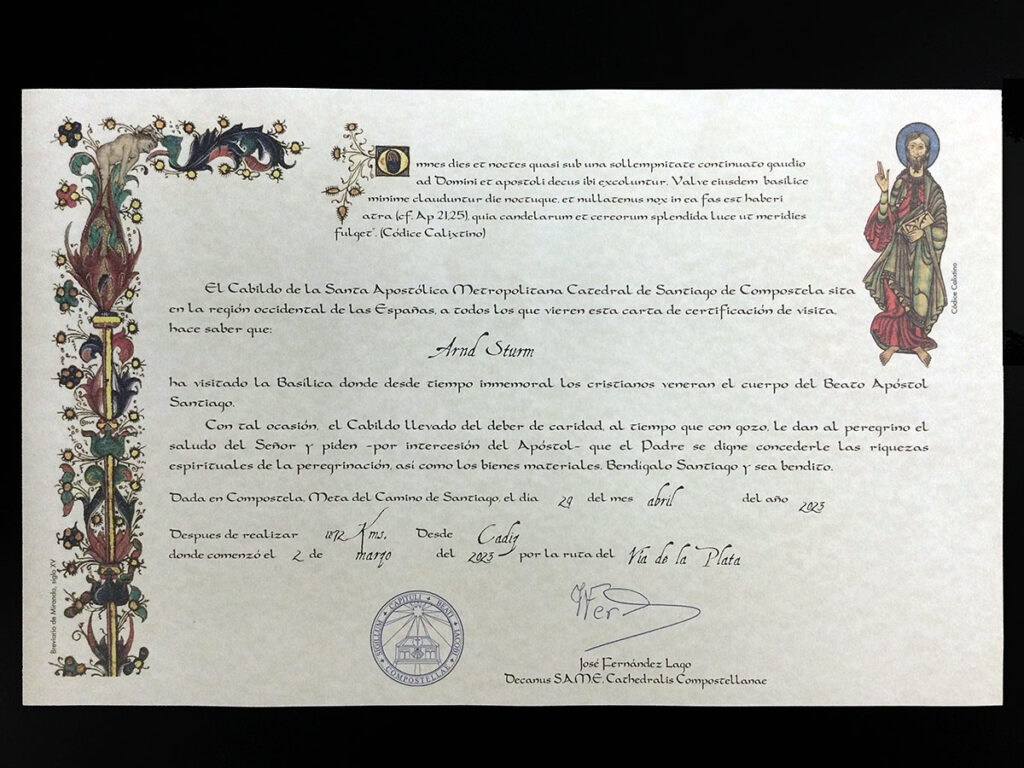 Omnes dies et noctes quasi sub una sollempnitate continuato gaudio
ad Domini et apostoli decus ibi excoluntur. Valve eiusdem basilice
minime clauduntur die noctuque, et nullatenus nox in ea fas est haberi
atra (cf. Ap 21,25), quia candelarum et cereorum splendida luce ut meridies
fulget". (Códice Calixtino)
Códice Calixtino
El Cabildo de la Santa Apostólica Metropolitana Catedral de Santiago de Compostela sita
en la región occidental de las Españas, a todos los que vieren esta carta de certificación de visita,
hace saber que:
Arnd Sturm
ha visitado la Basílica donde desde tiempo inmemorial los cristianos veneran el cuerpo del Beato Apóstol
Santiago.
Con tal ocasión, el Cabildo llevado del deber de caridad, al tiempo que con gozo, le dan al peregrino el
saludo del Señor y piden -por intercesión del Apóstol- que el Padre se digne concederle las riquezas
espirituales de la peregrinación, así como los bienes materiales. Bendígalo Santiago y sea bendito.
Dada en Compostela, Meta del Camino de Santiago, el día 29 del mes abril del año 2023
Despues de realizar Kms. Desde Cadiz
donde comenzó el 2 de marzo del 2023 por la ruta del Vía de la Plata
Breviario de Miranda, siglo XV
SIGILLUM CAPITULI BEATI JACOBI COMPOSTELLAE
José Fernández Lago
Decanus S.A.M.E. Cathedralis Compostellanae